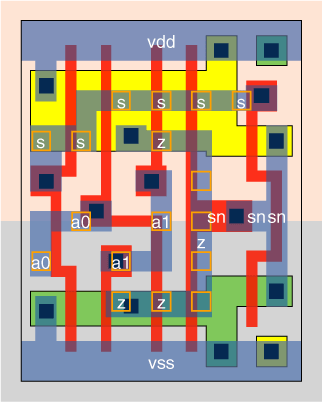 vdd
s s s s
s s z
a0 a1 sn sn sn
z
a0 a1
z z
vss